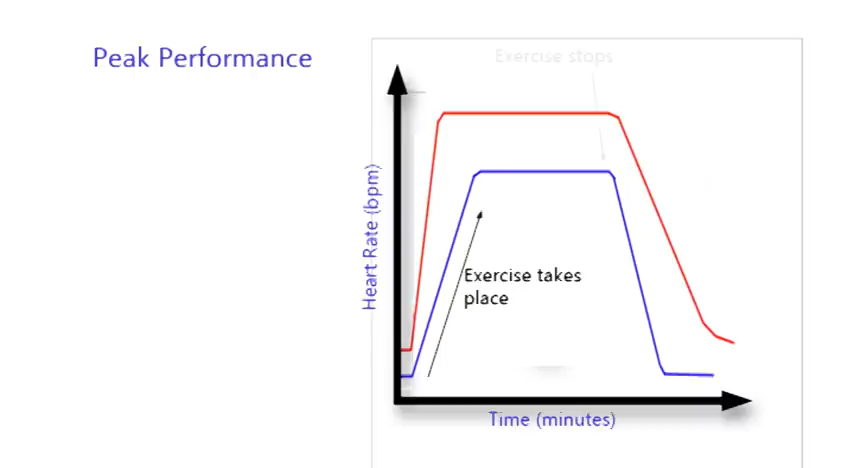 Peak Performance
Exercise stops
Heart Rate (bpm)
Exercise takes
place
Time (minutes)